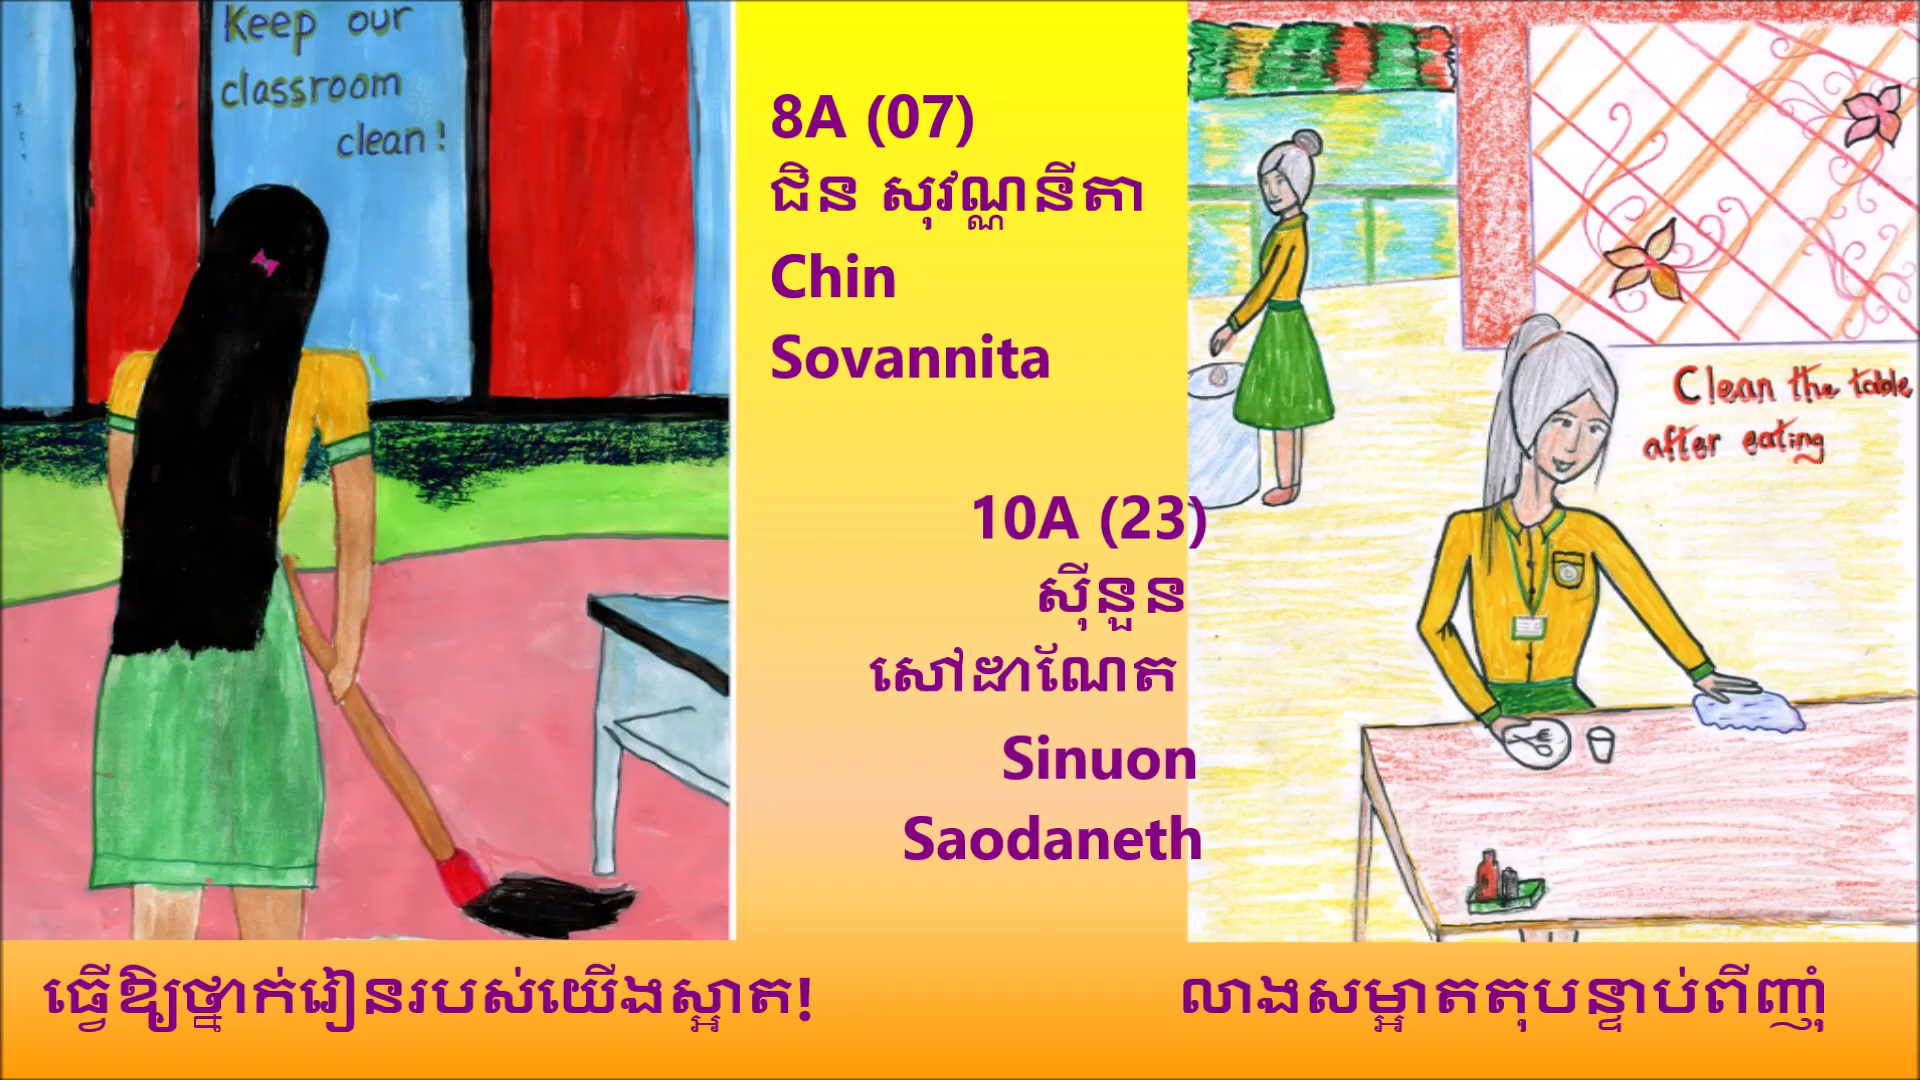 Keep our
classroom
clean!
8A (07)
ជិន សុវណ្ណនីតា
Chin
Sovannita
10A (23)
ស៊ីនួន
សៅដាណែត
Sinuon
Saodaneth
Clean the table
after eating
ធ្វើឱ្យថ្នាក់រៀនរបស់យើងស្អាត!
លាងសម្អាតតុបន្ទាប់ពីញ៉ាំ